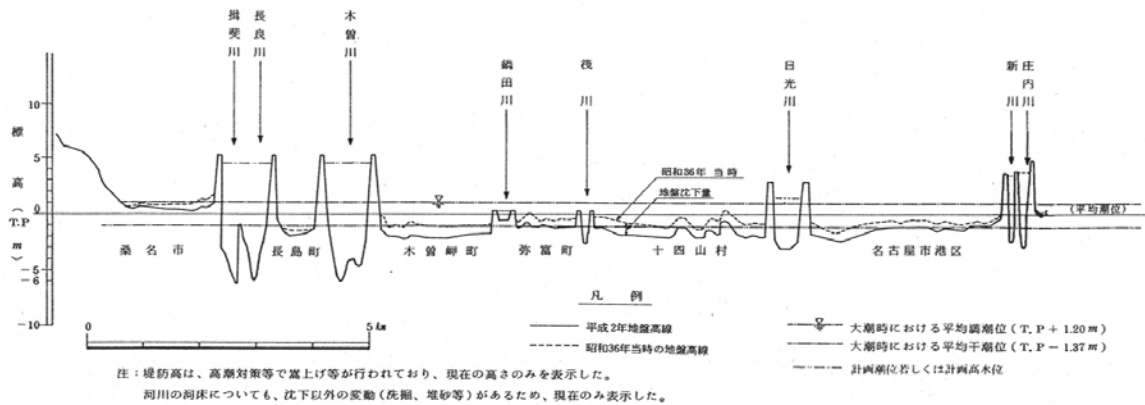 揖斐川
長良川
木曽川
鍋田川
筏川
日光川
新川
庄内川
標高(T.P m)
10
5
0
-5
-6
-10
昭和36年当時
地盤沈下量
(平均潮位)
桑名市
長島町
木曽岬町
弥富町
十四山村
名古屋市港区
0
5 km
凡例
平成2年地盤高線
昭和36年当時の地盤高線
大潮時における平均満潮位(T.P+1.20m)
大潮時における平均干潮位(T.P-1.37m)
計画潮位若しくは計画高水位
注:堤防高は、高潮対策等で嵩上げ等が行われており、現在の高さのみを表示した。
河川の河床についても、沈下以外の変動(洗掘、堆砂等)があるため、現在のみ表示した。